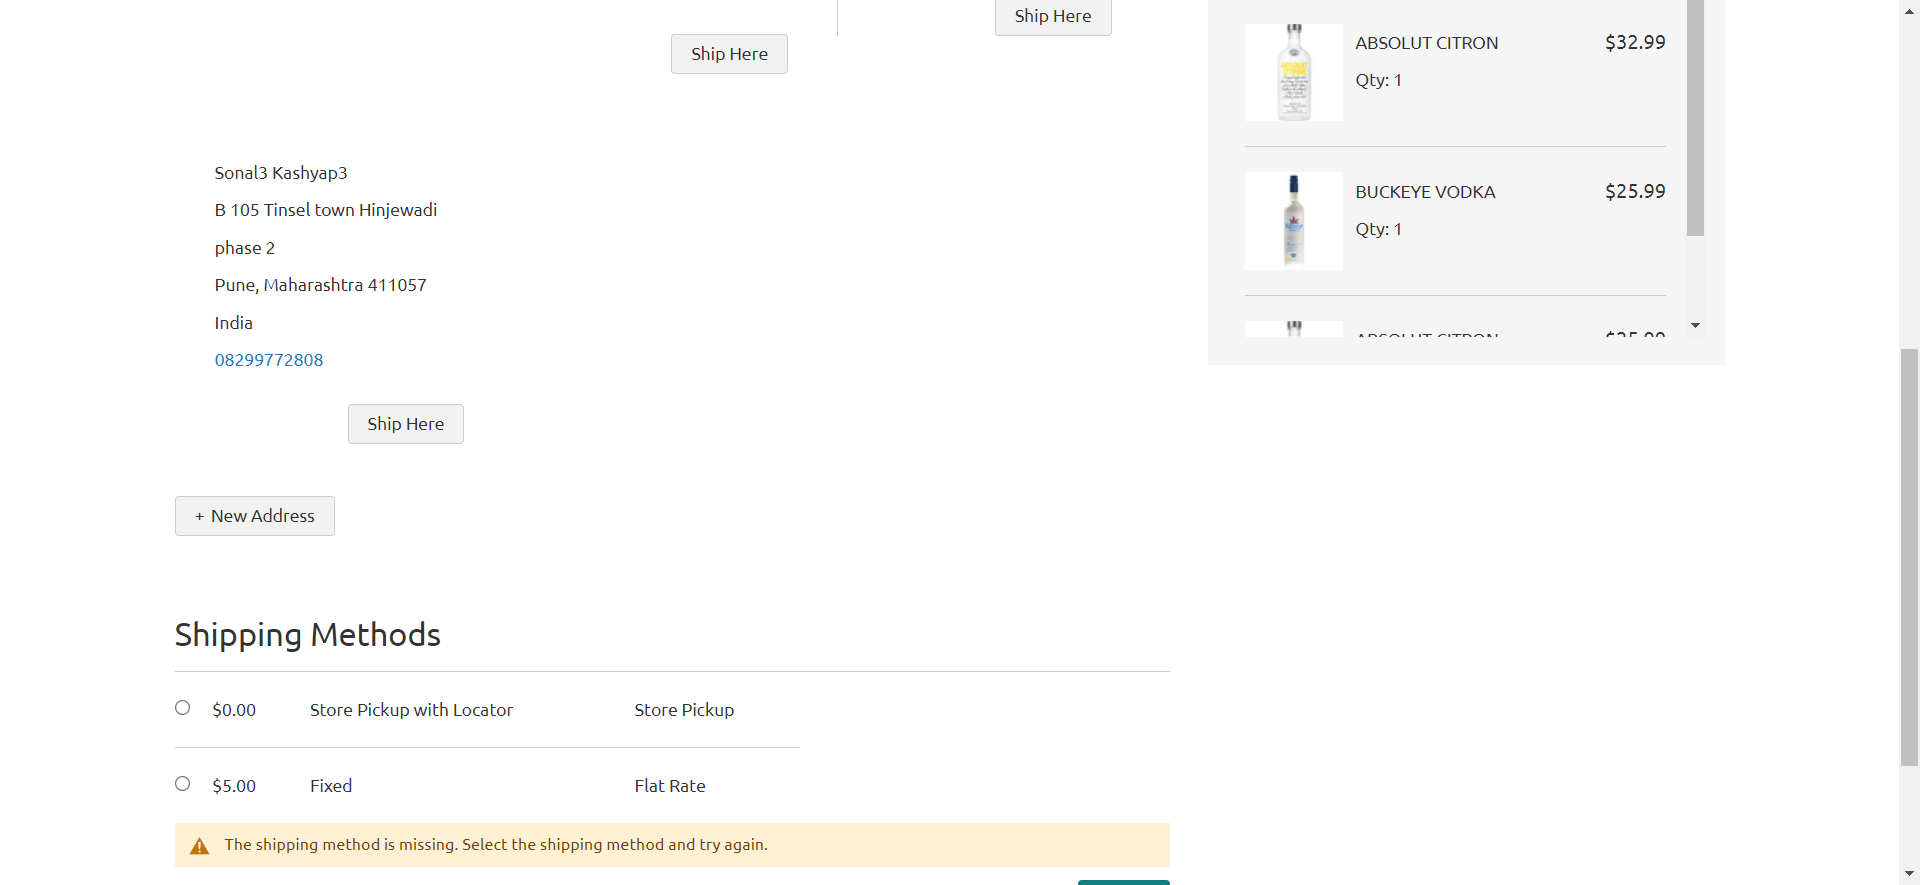 Ship Here
Ship Here
Sonal3 Kashyap3
B 105 Tinsel town Hinjewadi
phase 2
Pune, Maharashtra 411057
India
08299772808
Ship Here
+ New Address
Shipping Methods
$0.00 Store Pickup with Locator Store Pickup
$5.00 Fixed Flat Rate
The shipping method is missing. Select the shipping method and try again.
ABSOLUT CITRON $32.99
Qty: 1
BUCKEYE VODKA $25.99
Qty: 1
ABSOLUT CITRON